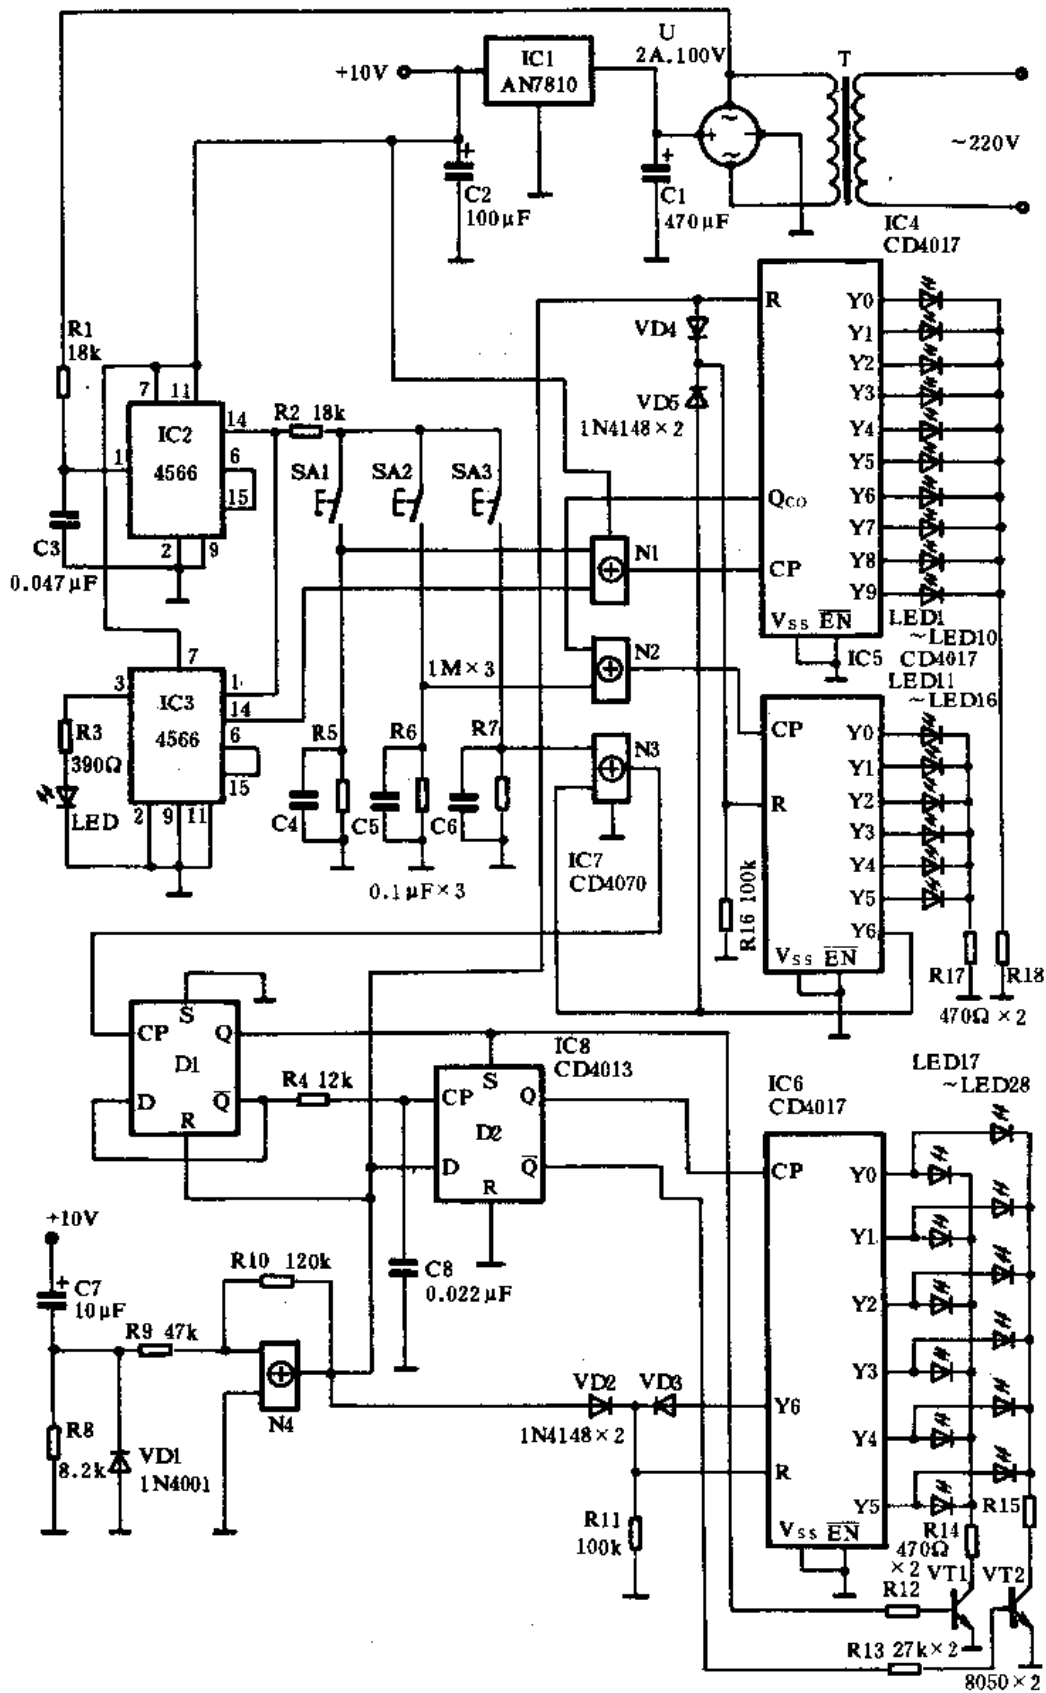 U
2A.100V
T
+10V
IC1
AN7810
~
+
−
~
~220V
+
C2
100μF
+
C1
470μF
IC4
CD4017
R
Y0
Y1
Y2
Y3
Y4
Y5
Y6
Y7
Y8
Y9
QCO
CP
VSS EN
LED1
~LED10
VD4
VD5
1N4148×2
R1
18k
7 11
IC2
4566
1
14
6
15
2 9
C3
0.047μF
R2 18k
SA1
SA2
SA3
N1
N2
N3
1M×3
IC5
CD4017
LED11
~LED16
CP
R
Y0
Y1
Y2
Y3
Y4
Y5
Y6
VSS EN
7
3
IC3
4566
1
14
6
15
2 9 11
R3
390Ω
LED
R5
R6
R7
C4
C5
C6
0.1μF×3
IC7
CD4070
R16 100k
R17
R18
470Ω×2
S
CP
Q
D1
D
Q
R
R4 12k
IC8
CD4013
S
CP
Q
D2
D
Q
R
IC6
CD4017
LED17
~LED28
CP
Y0
Y1
Y2
Y3
Y4
Y5
Y6
R
VSS EN
+10V
+
C7
10μF
R10 120k
C8
0.022μF
R9 47k
N4
R8
8.2k
VD1
1N4001
VD2
VD3
1N4148×2
R11
100k
R14
470Ω
×2
R15
VT1
VT2
R12
R13 27k×2
8050×2